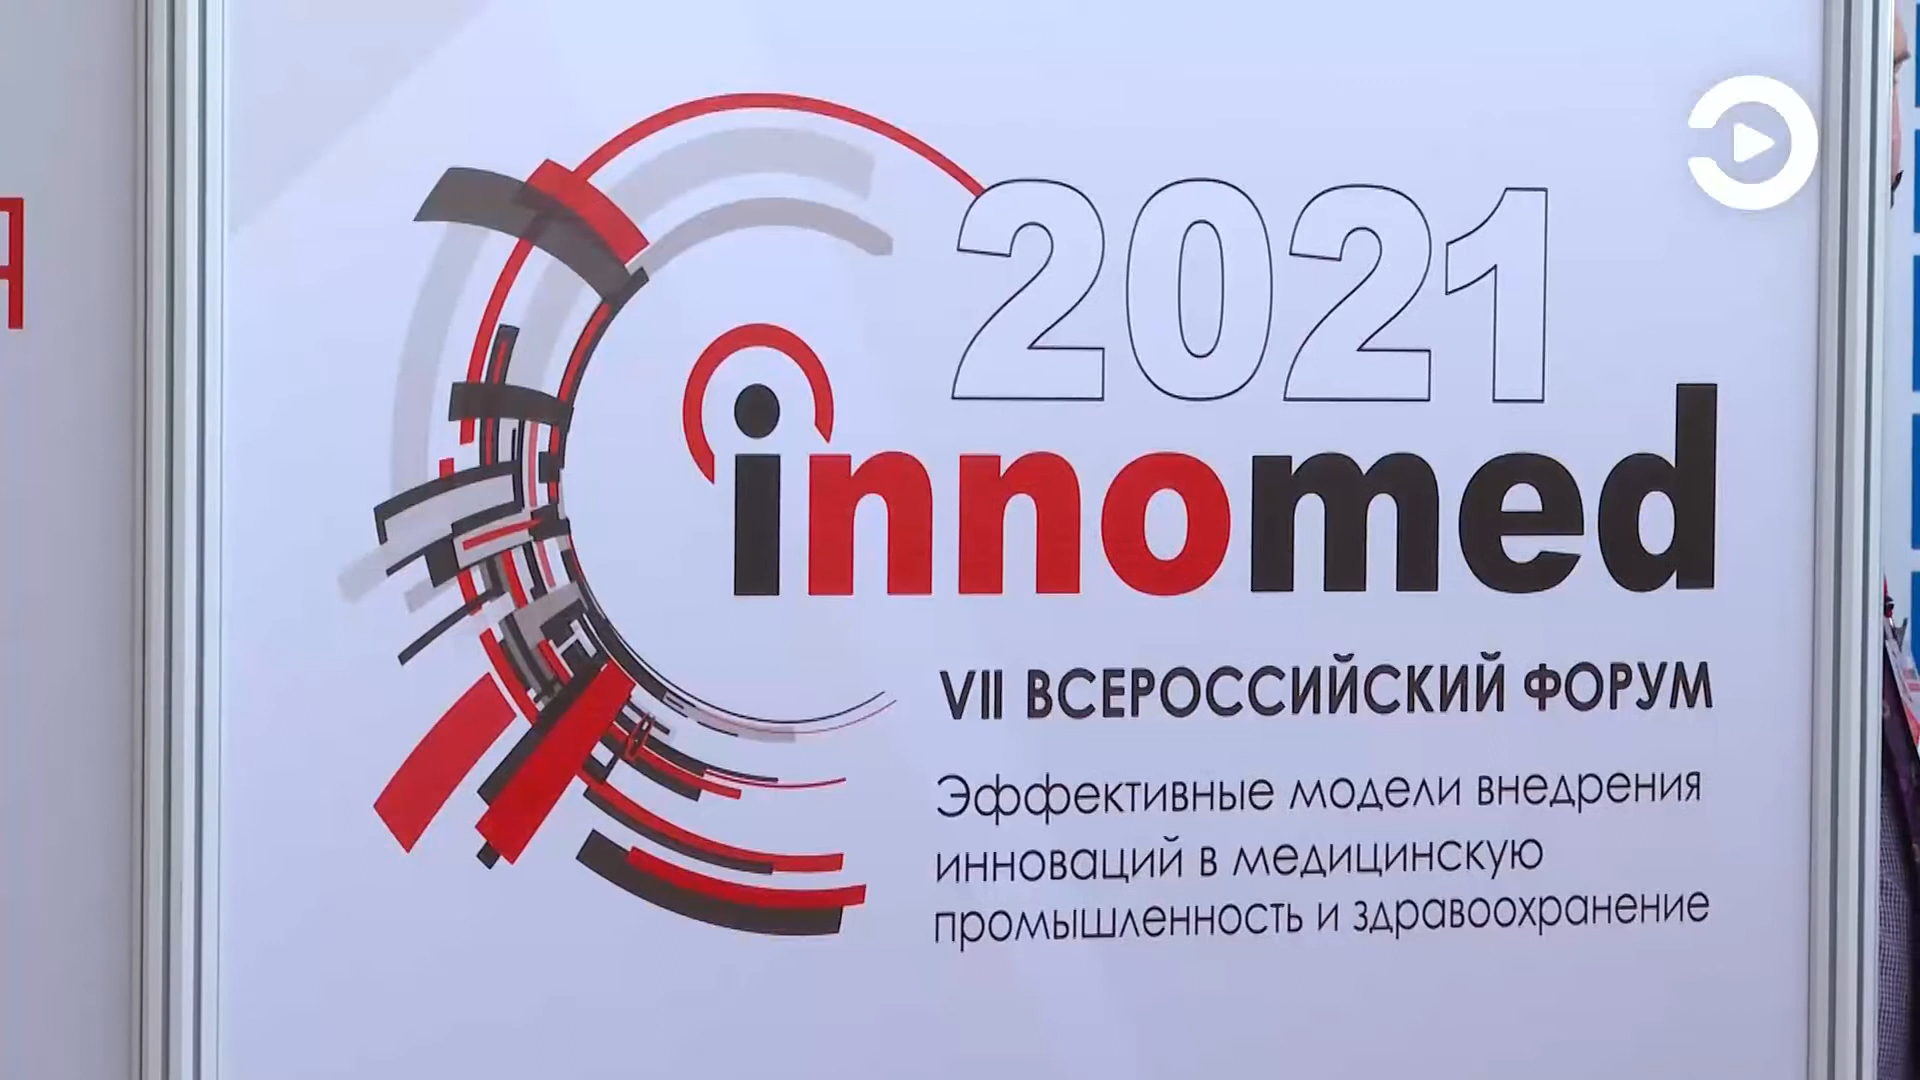 Я
2021
innomed
VII ВСЕРОССИЙСКИЙ ФОРУМ
Эффективные модели внедрения
инноваций в медицинскую
промышленность и здравоохранение